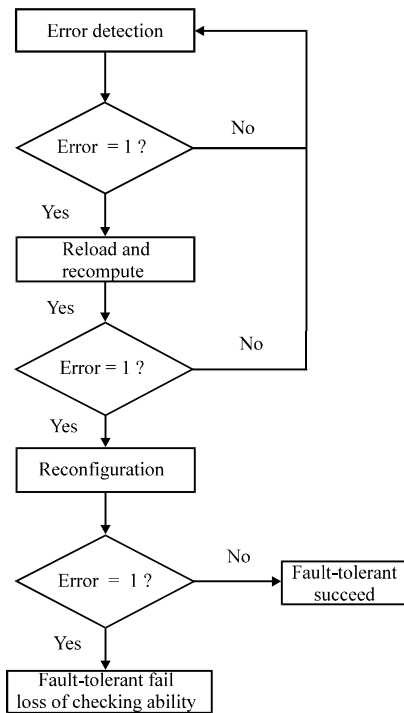 Error detection
No
Error = 1 ?
Yes
Reload and
recompute
Yes
No
Error = 1 ?
Yes
Reconfiguration
No
Error = 1 ?
Fault-tolerant
succeed
Yes
Fault-tolerant fail
loss of checking ability